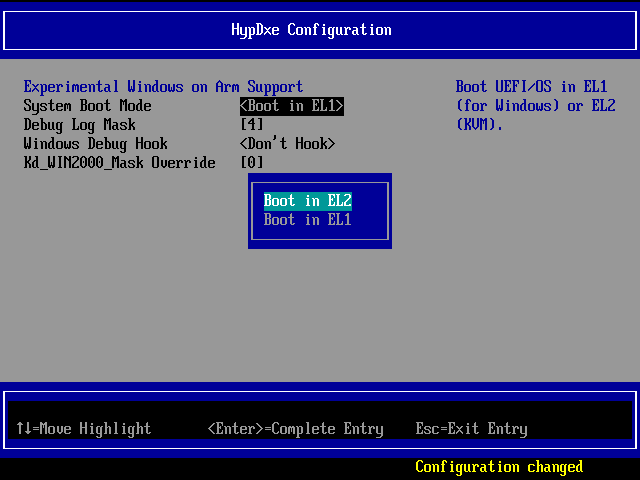 HypDxe Configuration
Experimental Windows on Arm Support
System Boot Mode <Boot in EL1>
Debug Log Mask [4]
Windows Debug Hook <Don't Hook>
Kd_WIN2000_Mask Override [0]
Boot UEFI/OS in EL1
(for Windows) or EL2
(KVM).
Boot in EL2
Boot in EL1
↑↓=Move Highlight <Enter>=Complete Entry Esc=Exit Entry
Configuration changed